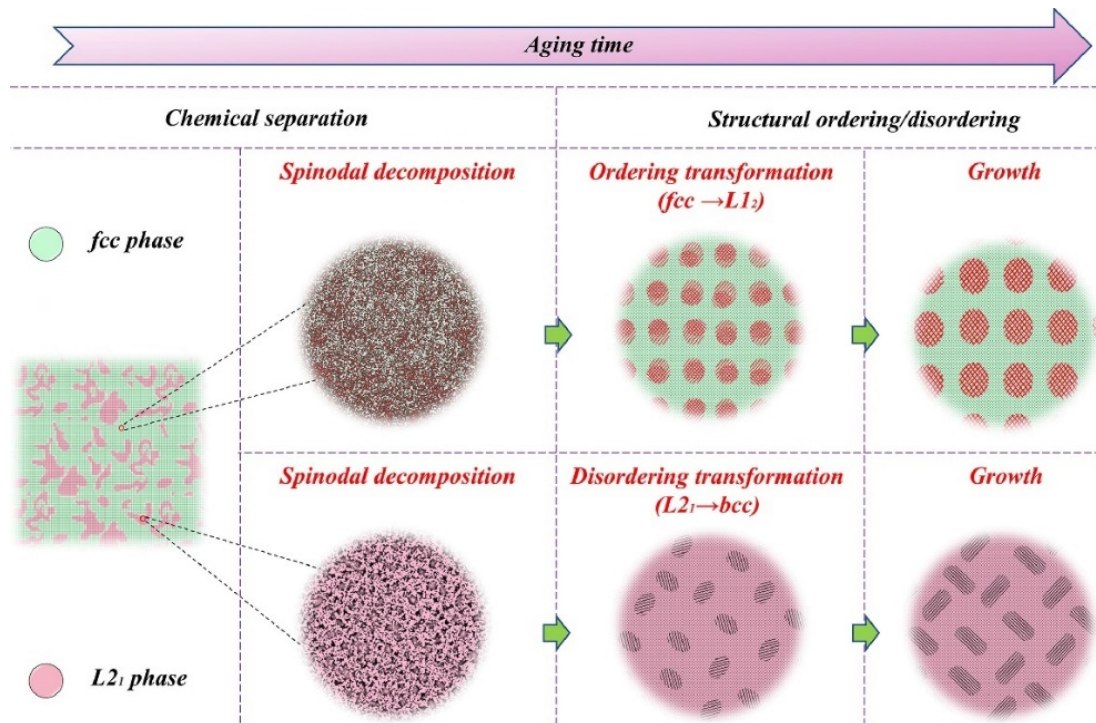 Aging time
Chemical separation
Structural ordering/disordering
Spinodal decomposition
Ordering transformation
(fcc →L1₂)
Growth
fcc phase
Spinodal decomposition
Disordering transformation
(L2₁→bcc)
Growth
L2₁ phase